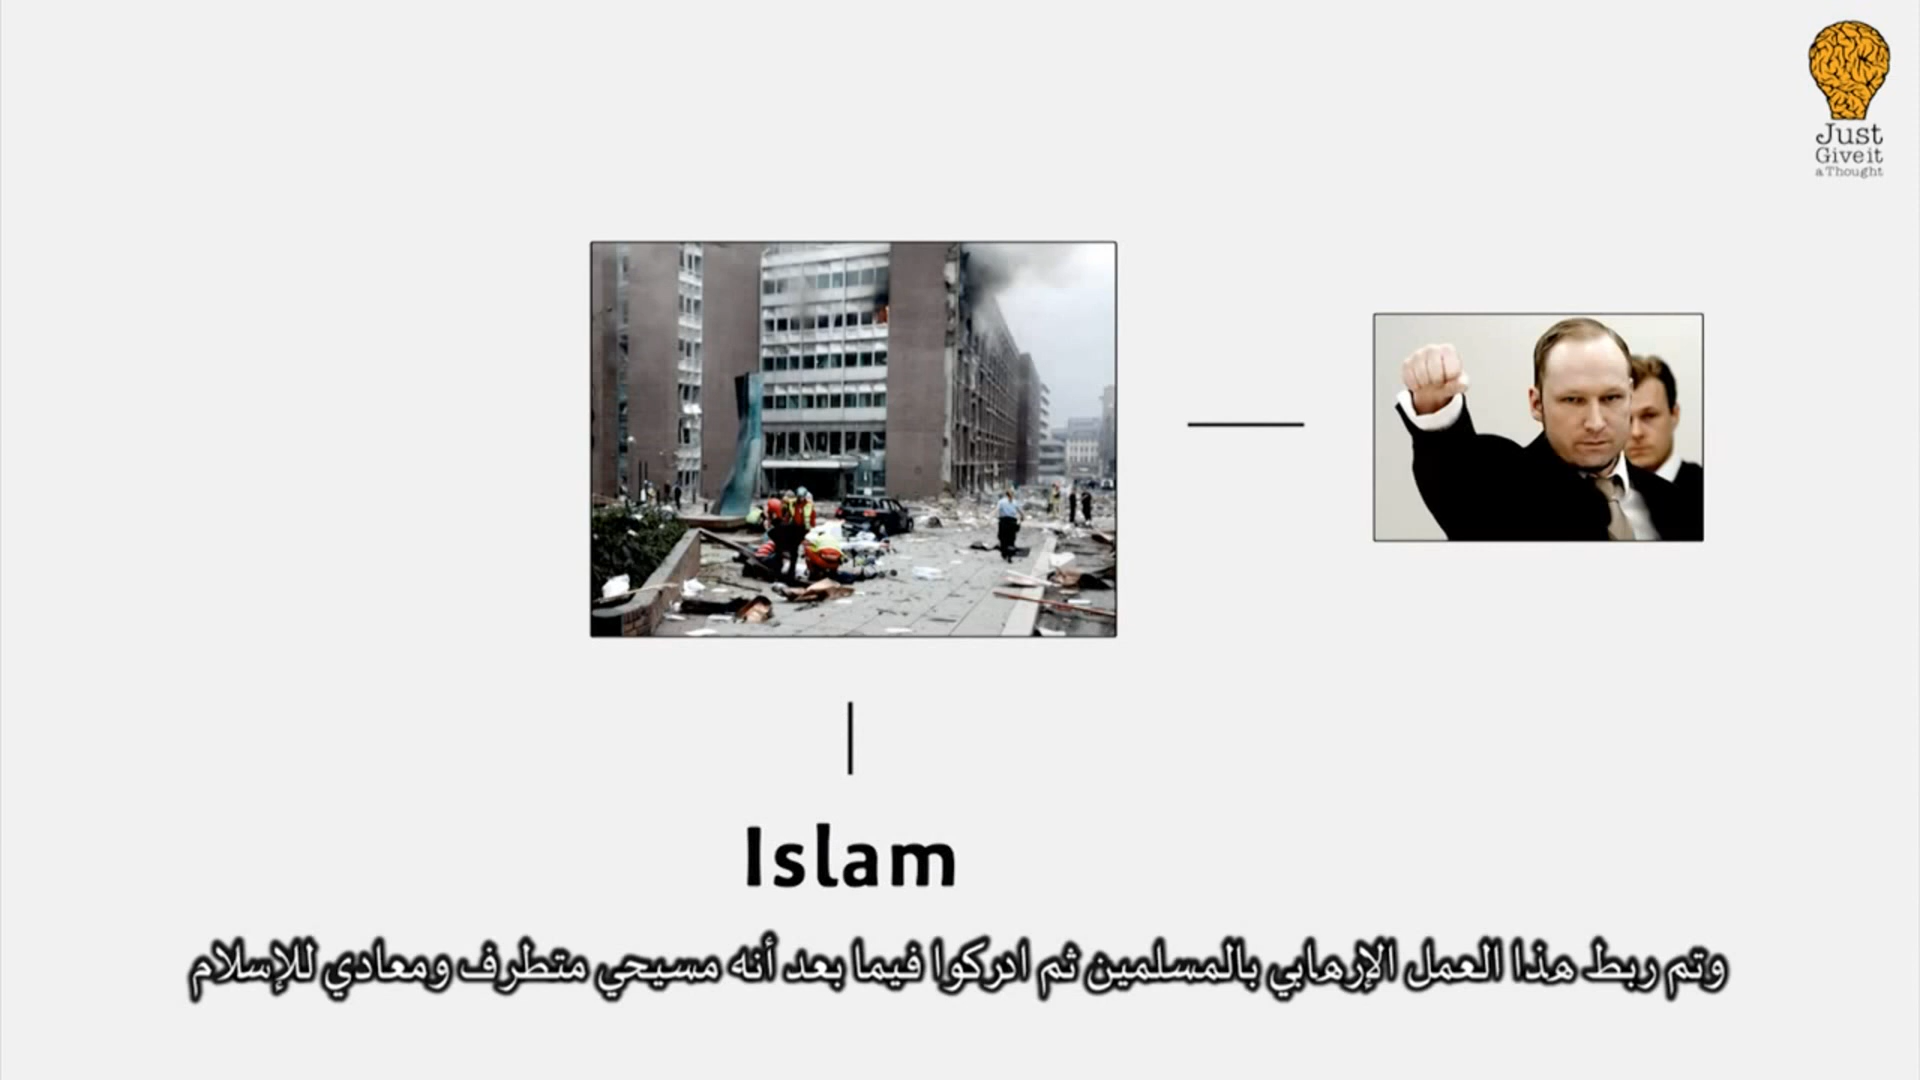 Just
Give it
a Thought
Islam
وتم ربط هذا العمل الإرهابي بالمسلمين ثم ادركوا فيما بعد أنه مسيحي متطرف ومعادي للإسلام